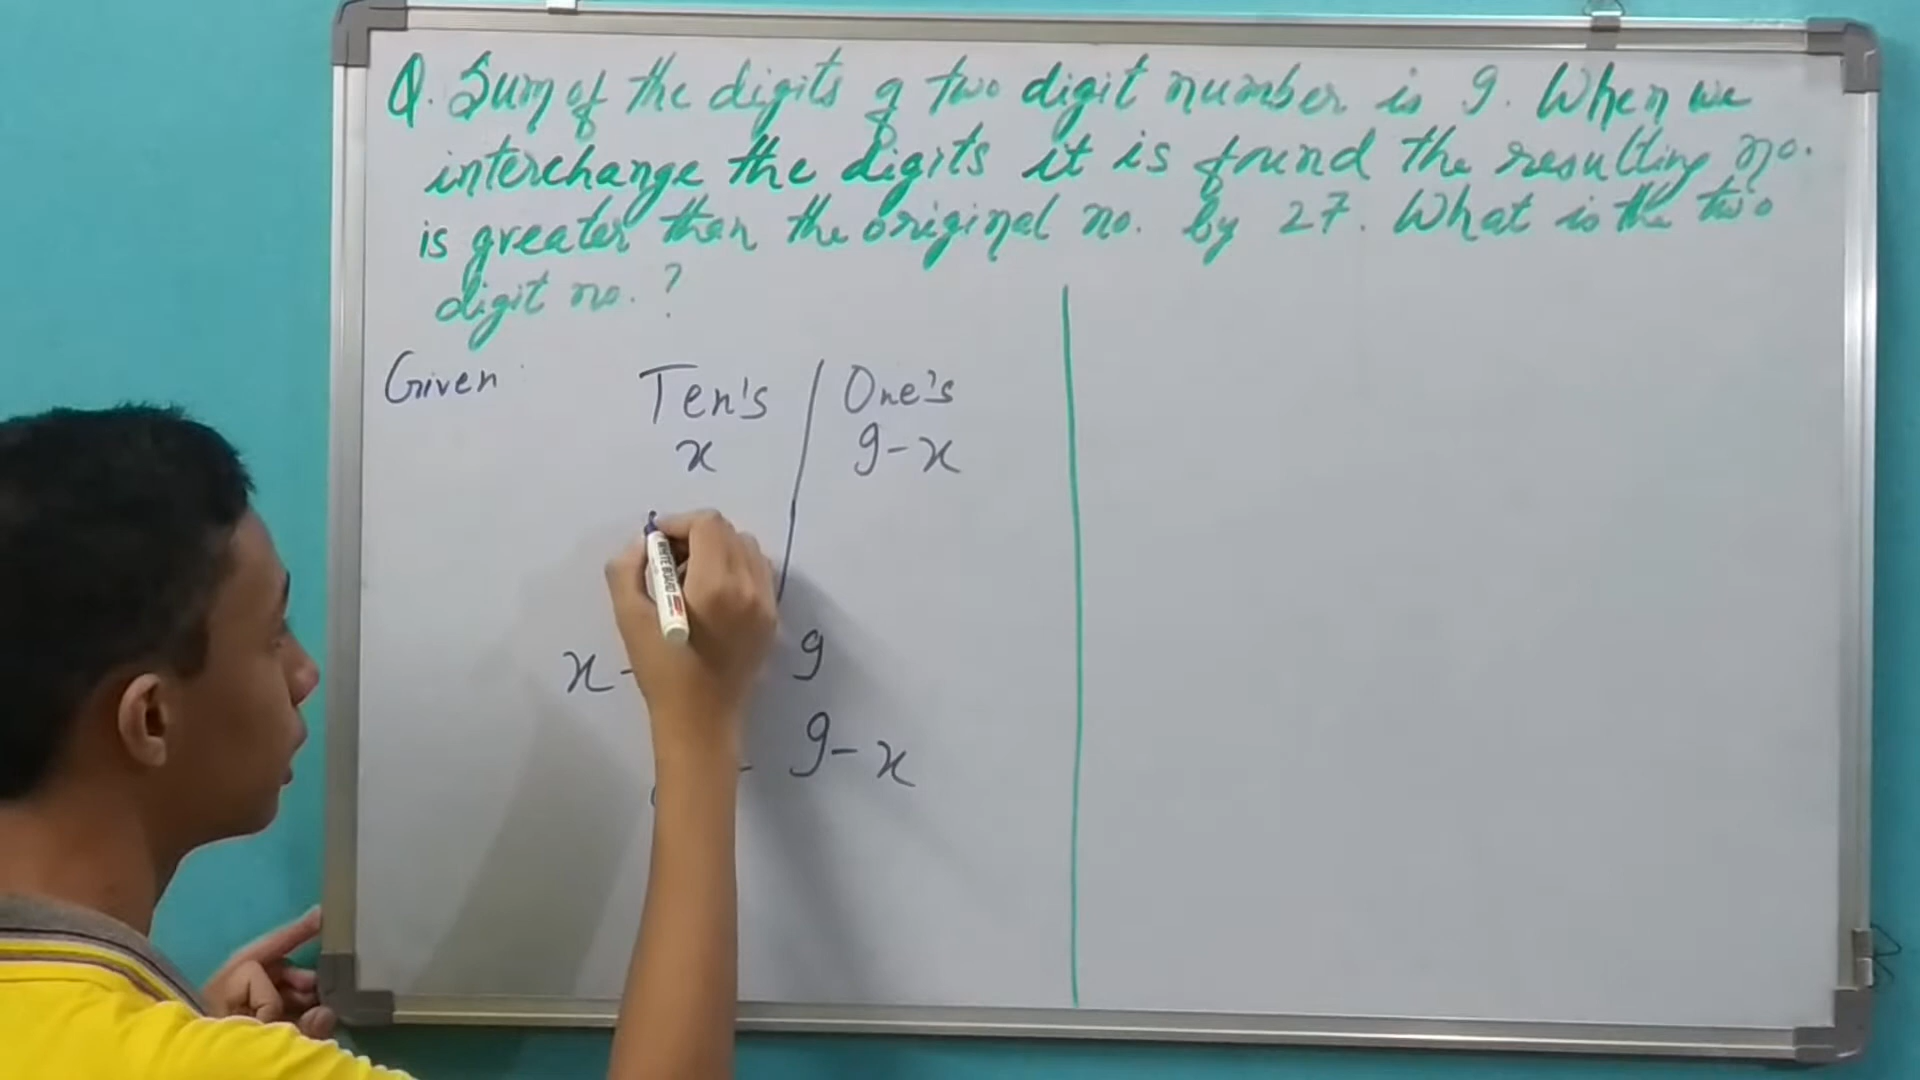 Q. Sum of the digits of two digit number is 9. When we
interchange the digits it is found the resulting no.
is greater than the original no. by 27. What is the two
digit no. ?
Given Ten's One's
x 9-x
x - 9
- 9-x
WHITE BOARD